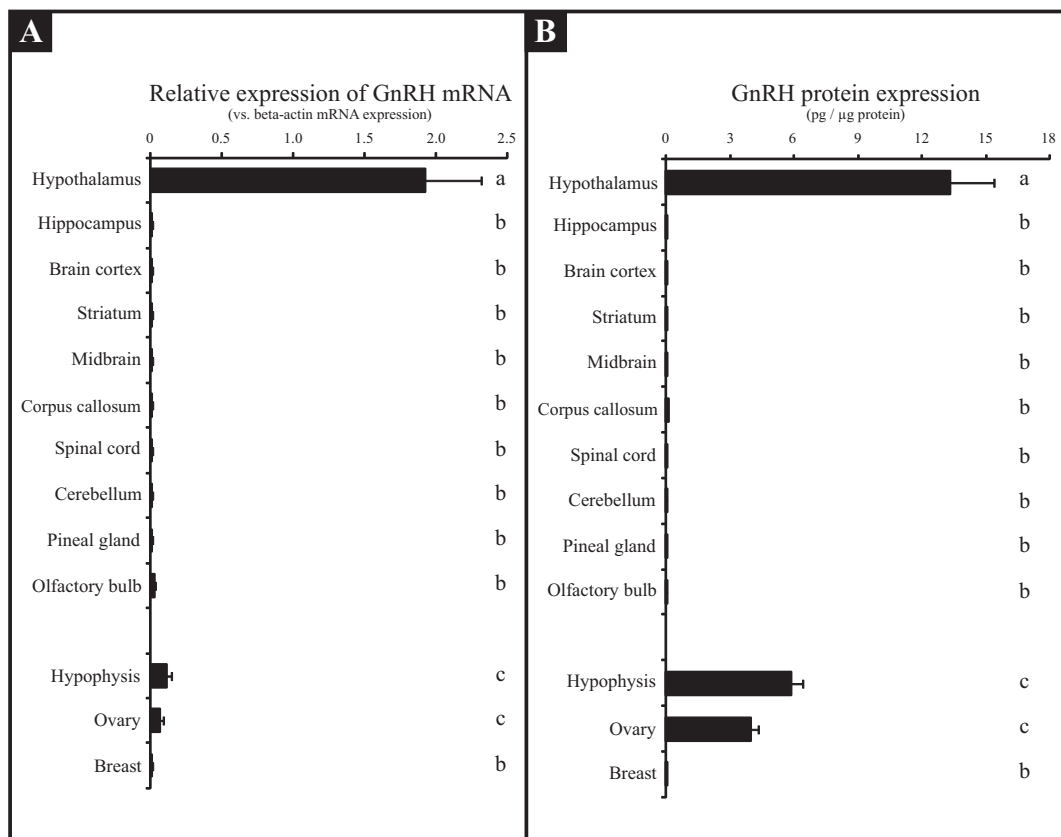 A
Relative expression of GnRH mRNA
(vs. beta-actin mRNA expression)
0 0.5 1.0 1.5 2.0 2.5
Hypothalamus a
Hippocampus b
Brain cortex b
Striatum b
Midbrain b
Corpus callosum b
Spinal cord b
Cerebellum b
Pineal gland b
Olfactory bulb b
Hypophysis c
Ovary c
Breast b
B
GnRH protein expression
(pg / µg protein)
0 3 6 9 12 15 18
Hypothalamus a
Hippocampus b
Brain cortex b
Striatum b
Midbrain b
Corpus callosum b
Spinal cord b
Cerebellum b
Pineal gland b
Olfactory bulb b
Hypophysis c
Ovary c
Breast b